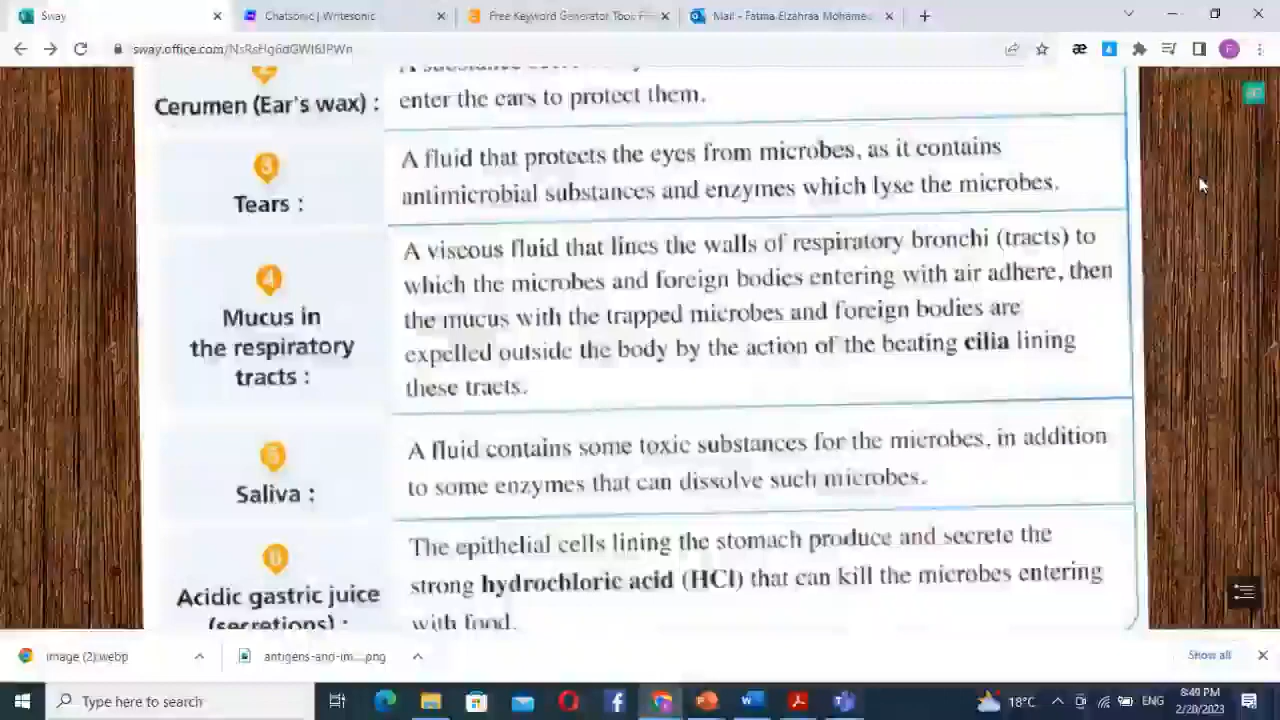 Sway
Chatsonic | Writesonic
Free Keyword Generator Tool: Fi
Mail - Fatma Elzahraa Mohamed
sway.office.com/NsRsHg6dGWI6JPWn
2
Cerumen (Ear's wax) :
enter the ears to protect them.
3
Tears :
A fluid that protects the eyes from microbes, as it contains
antimicrobial substances and enzymes which lyse the microbes.
4
Mucus in
the respiratory
tracts :
A viscous fluid that lines the walls of respiratory bronchi (tracts) to
which the microbes and foreign bodies entering with air adhere, then
the mucus with the trapped microbes and foreign bodies are
expelled outside the body by the action of the beating cilia lining
these tracts.
5
Saliva :
A fluid contains some toxic substances for the microbes, in addition
to some enzymes that can dissolve such microbes.
6
Acidic gastric juice
(secretions) :
The epithelial cells lining the stomach produce and secrete the
strong hydrochloric acid (HCl) that can kill the microbes entering
with food.
image (2).webp
antigens-and-im....png
Show all
Type here to search
18°C
ENG
8:49 PM
2/20/2023